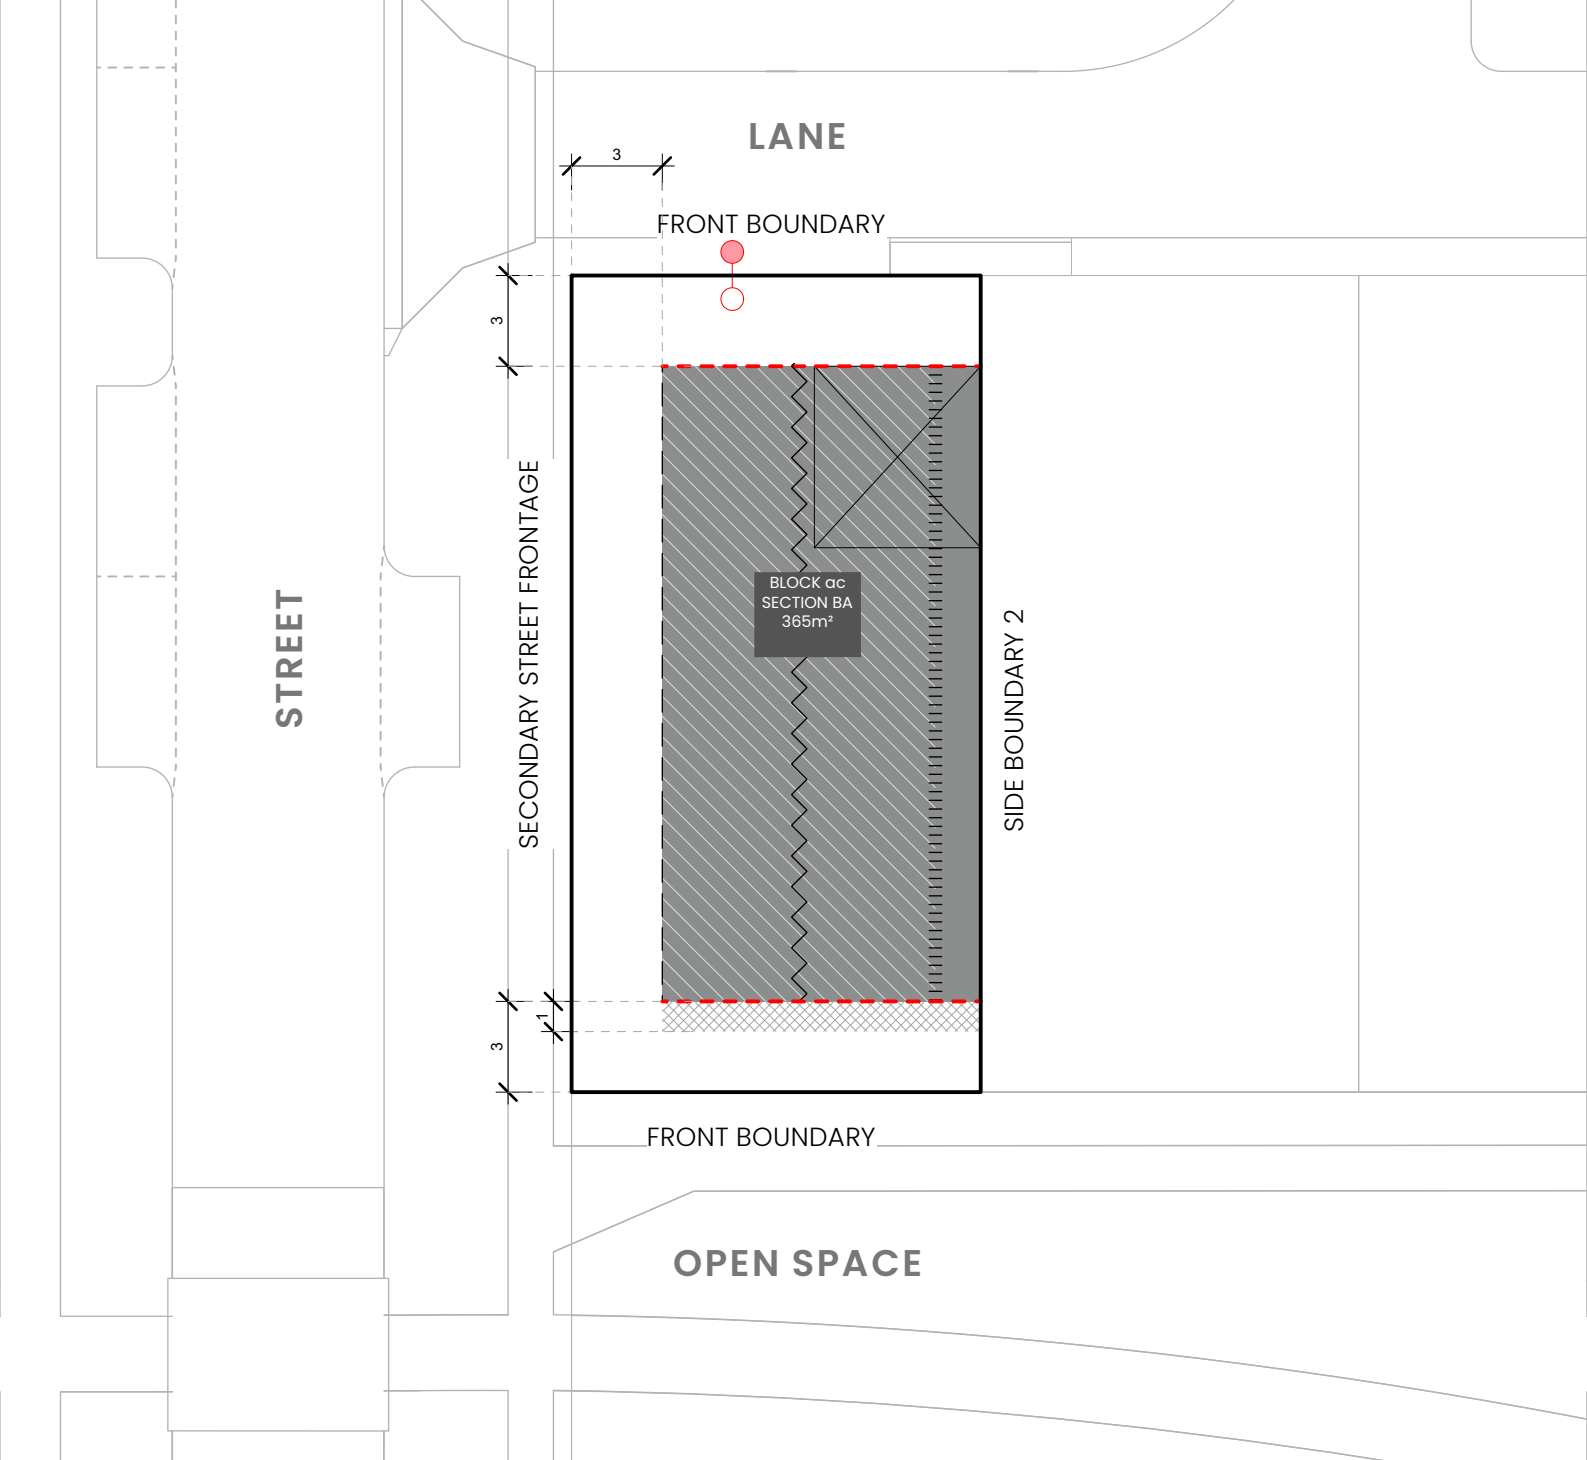 LANE
3
FRONT BOUNDARY
3
SECONDARY STREET FRONTAGE
STREET
BLOCK ac
SECTION BA
365m²
SIDE BOUNDARY 2
1
3
FRONT BOUNDARY
OPEN SPACE